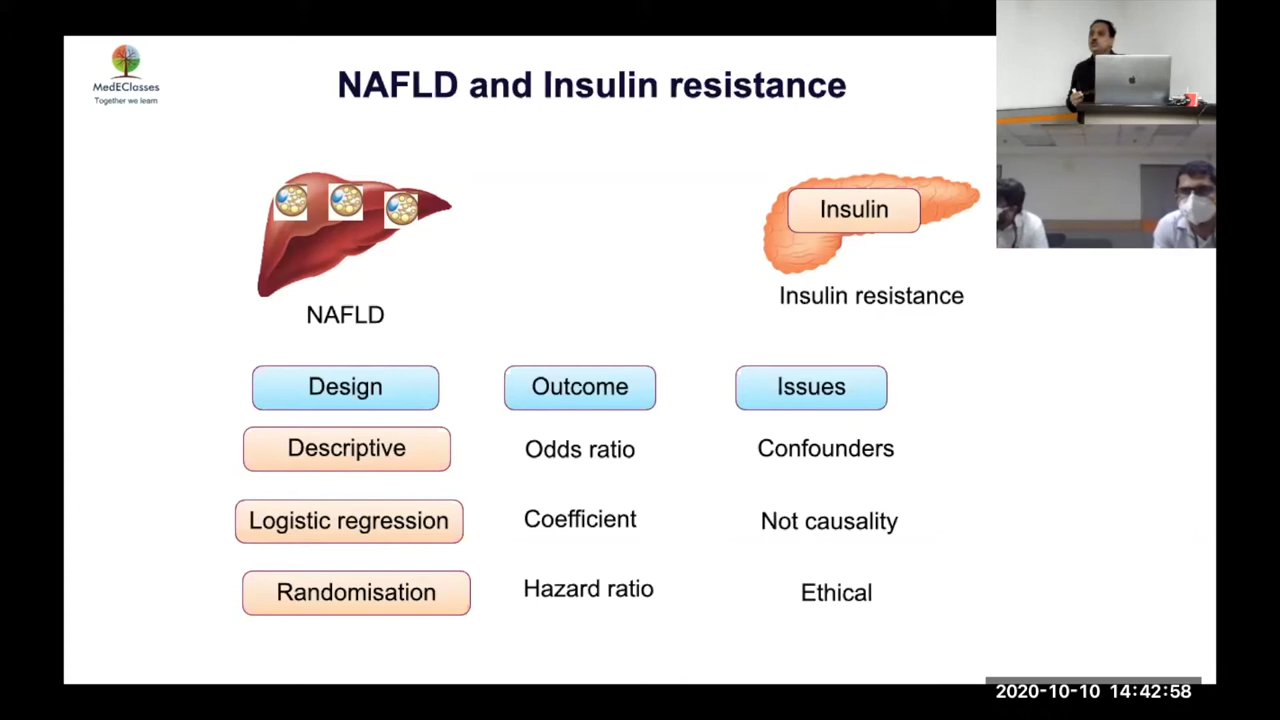 MedEClasses
Together we learn
NAFLD and Insulin resistance
Insulin
NAFLD
Insulin resistance
Design
Outcome
Issues
Descriptive
Odds ratio
Confounders
Logistic regression
Coefficient
Not causality
Randomisation
Hazard ratio
Ethical
2020-10-10 14:42:58